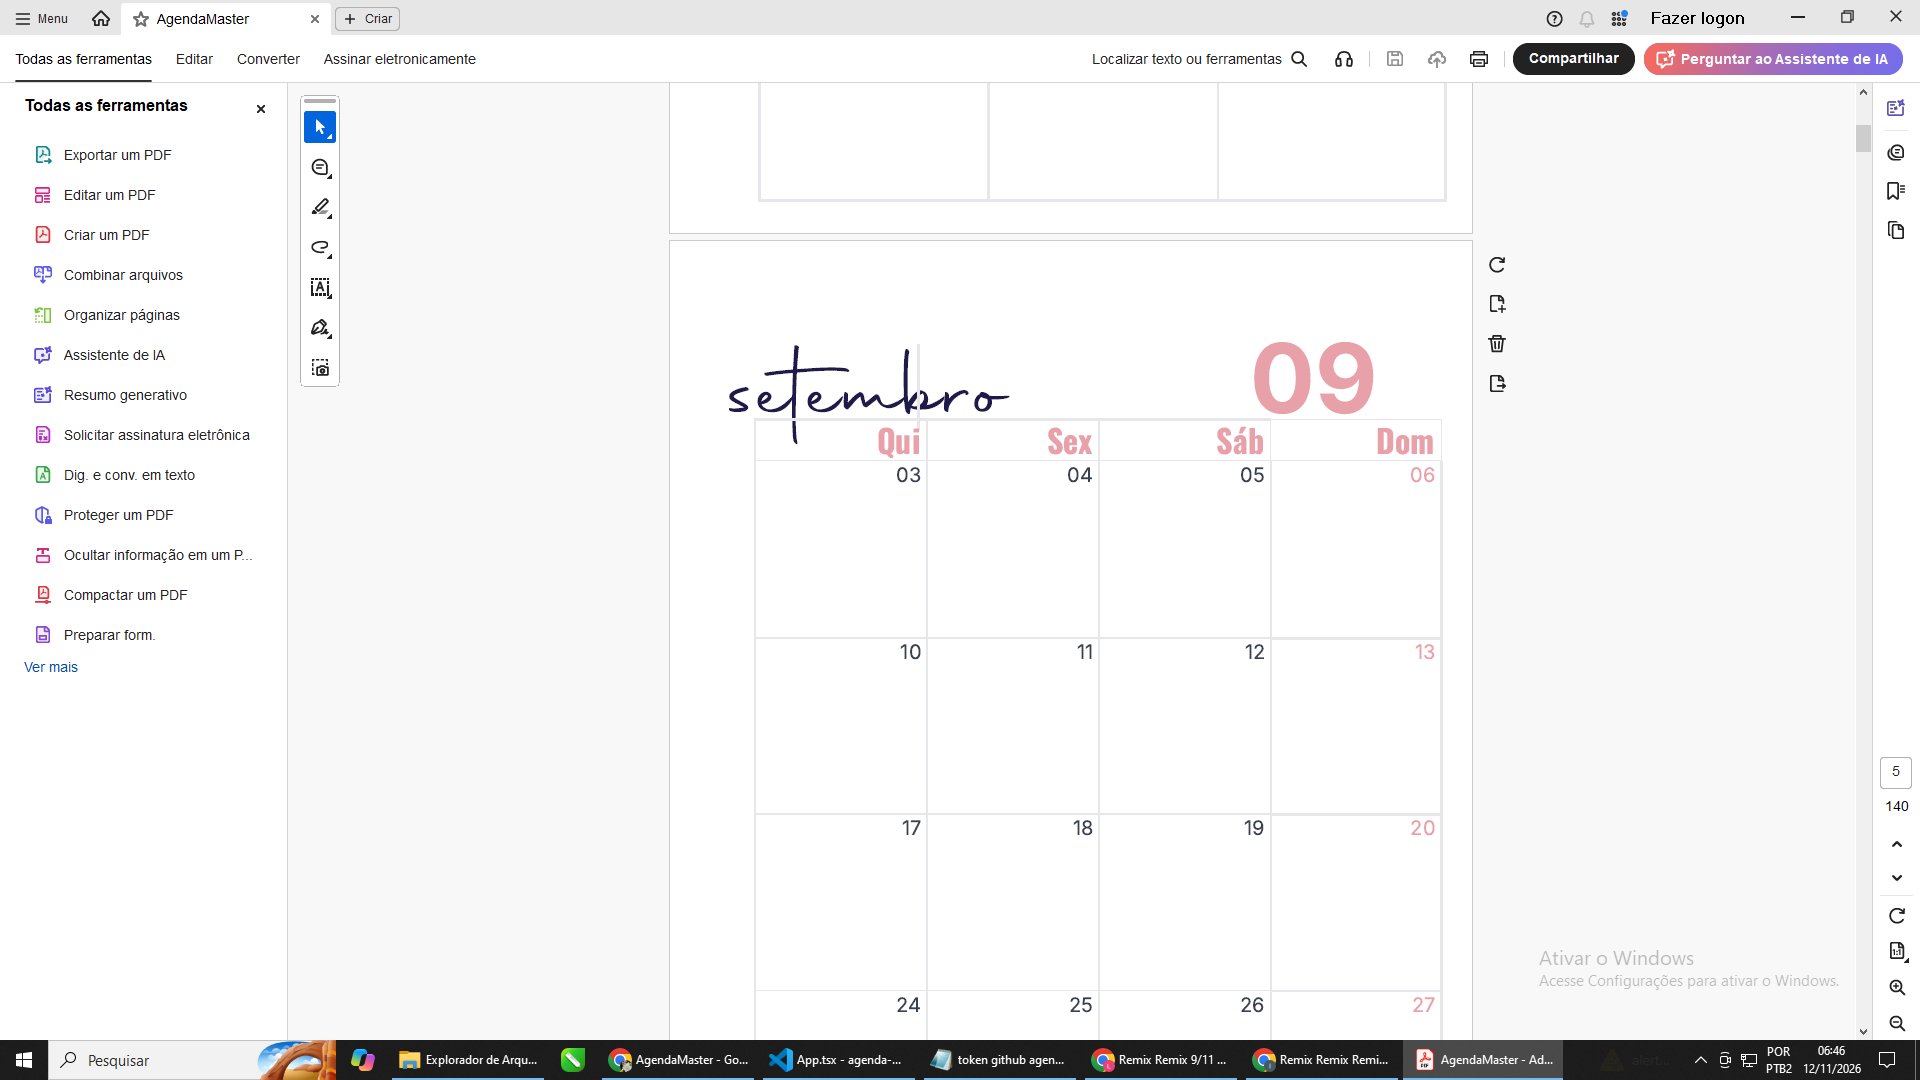 Menu
AgendaMaster
Criar
Fazer logon
Todas as ferramentas
Editar
Converter
Assinar eletronicamente
Localizar texto ou ferramentas
Compartilhar
Perguntar ao Assistente de IA
Todas as ferramentas
Exportar um PDF
Editar um PDF
Criar um PDF
Combinar arquivos
Organizar páginas
Assistente de IA
Resumo generativo
Solicitar assinatura eletrônica
Dig. e conv. em texto
Proteger um PDF
Ocultar informação em um P...
Compactar um PDF
Preparar form.
Ver mais
setembro
09
Qui Sex Sáb Dom
03 04 05 06
10 11 12 13
17 18 19 20
24 25 26 27
5
140
Ativar o Windows
Acesse Configurações para ativar o Windows.
Pesquisar
Explorador de Arqu...
AgendaMaster - Go...
App.tsx - agenda-...
token github agen...
Remix Remix 9/11 ...
Remix Remix Remi...
AgendaMaster - Ad...
alert...
POR
PTB2
06:46
12/11/2026